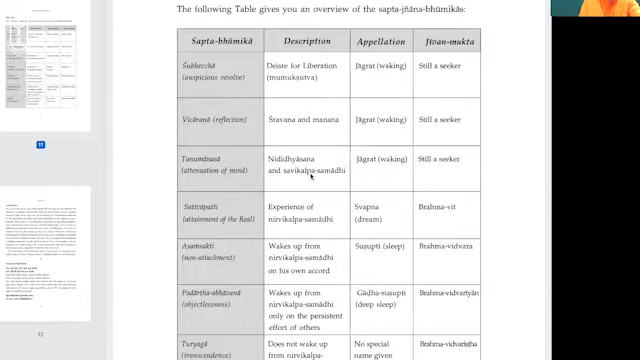 The following Table gives you an overview of the sapta-jñāna-bhūmikās:
Sapta-bhūmikā Description Appellation Jīvan-mukta
Śubhecchā Deisre for Liberation Jāgrat (waking) Still a seeker
(auspicious resolve) (mumukṣutva)
Vicāraṇā (reflection) Śravana and manana Jāgrat (waking) Still a seeker
Tanumānasā Nididhyāsana Jāgrat (waking) Still a seeker
(attenuation of mind) and savikalpa-samādhi
Sattvāpatti Experience of Svapna Brahma-vit
(attainment of the Real) nirvikalpa-samādhi (dream)
Asaṁsakti Wakes up from Suṣupti (sleep) Brahma-vidvara
(non-attachment) nirvikalpa-samādhi
on his own accord
Padārtha-abhāvanā Wakes up from Gāḍha-suṣupti Brahma-vidvarīyān
(objectlessness) nirvikalpa-samādhi (deep sleep)
only on the persistent
effort of others
Turyagā Does not wake No special Brahma-vidvariṣṭha
(transcendence) up from nirvikalpa- name given
11
12